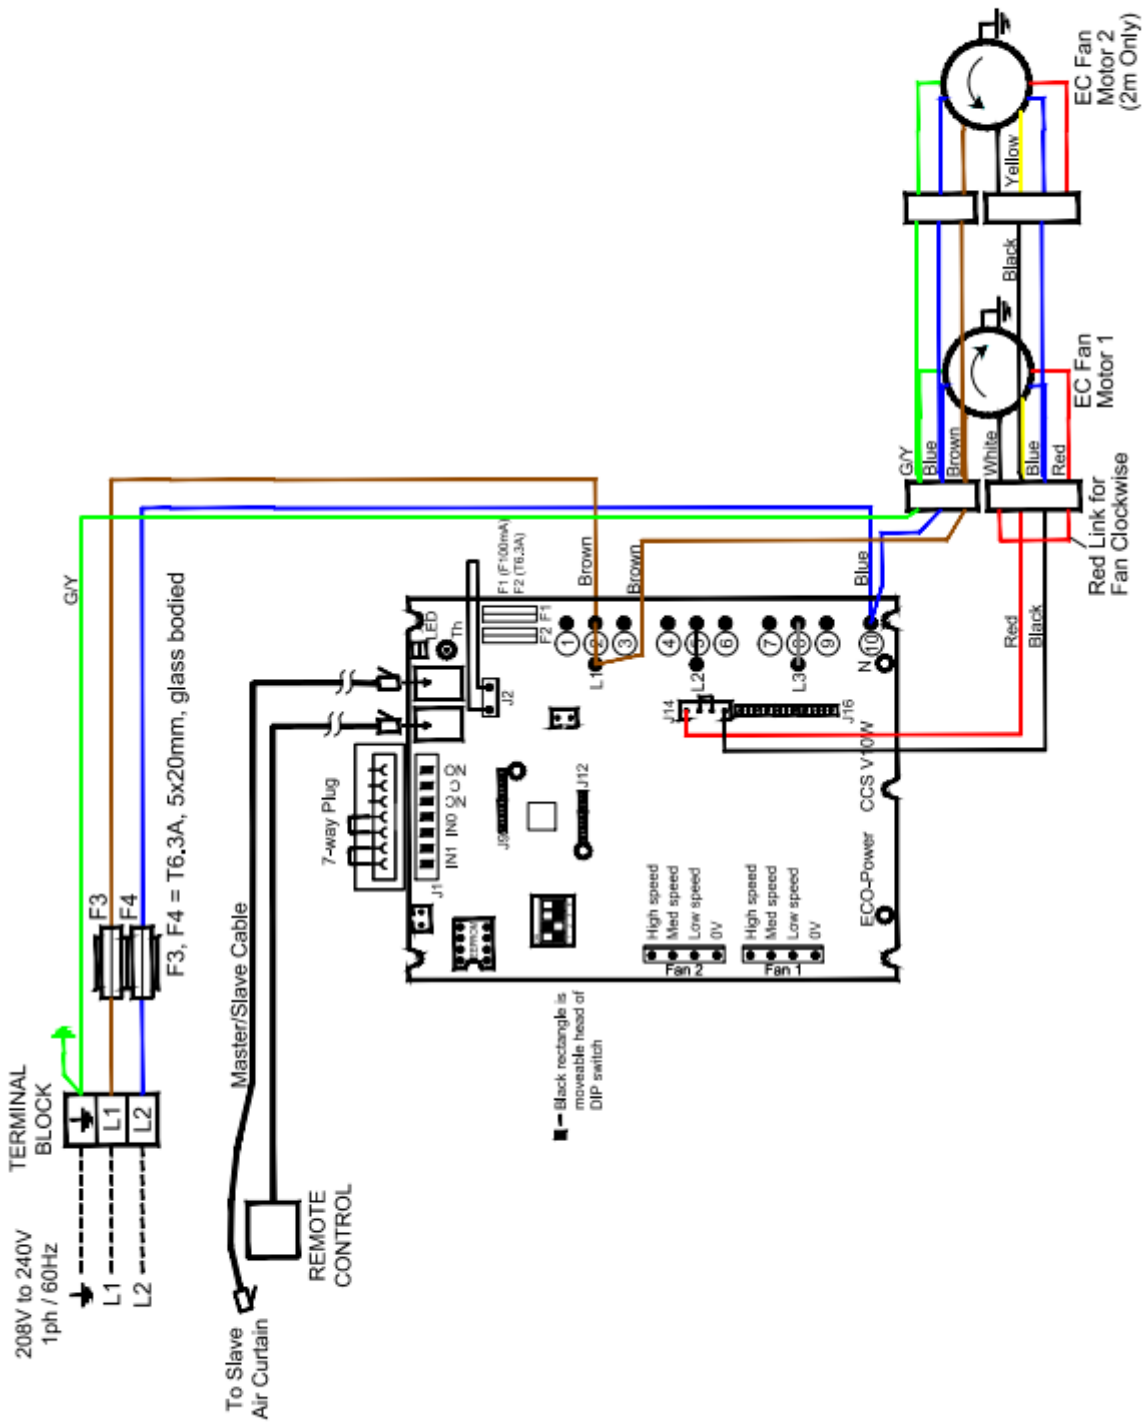 208V to 240V
1ph / 60Hz
L1
L2
TERMINAL
BLOCK
L1
L2
G/Y
F3
F4
F3, F4 = T6.3A, 5x20mm, glass bodied
To Slave
Air Curtain
Master/Slave Cable
REMOTE
CONTROL
7-way Plug
J1
IN1
IN0
NC
C
NO
LED
Th
J2
F2
F1
F1 (F100mA)
F2 (T6.3A)
EEPROM
J9
J12
Black rectangle is
moveable head of
DIP switch
High speed
Med speed
Low speed
0V
Fan 2
High speed
Med speed
Low speed
0V
Fan 1
J14
J16
L1
L2
L3
N
1
2
3
4
5
6
7
8
9
10
ECO-Power
CCS V10W
Brown
Brown
Blue
Red
Black
G/Y
Blue
Brown
White
Blue
Red
Red Link for
Fan Clockwise
EC Fan
Motor 1
Black
Yellow
EC Fan
Motor 2
(2m Only)